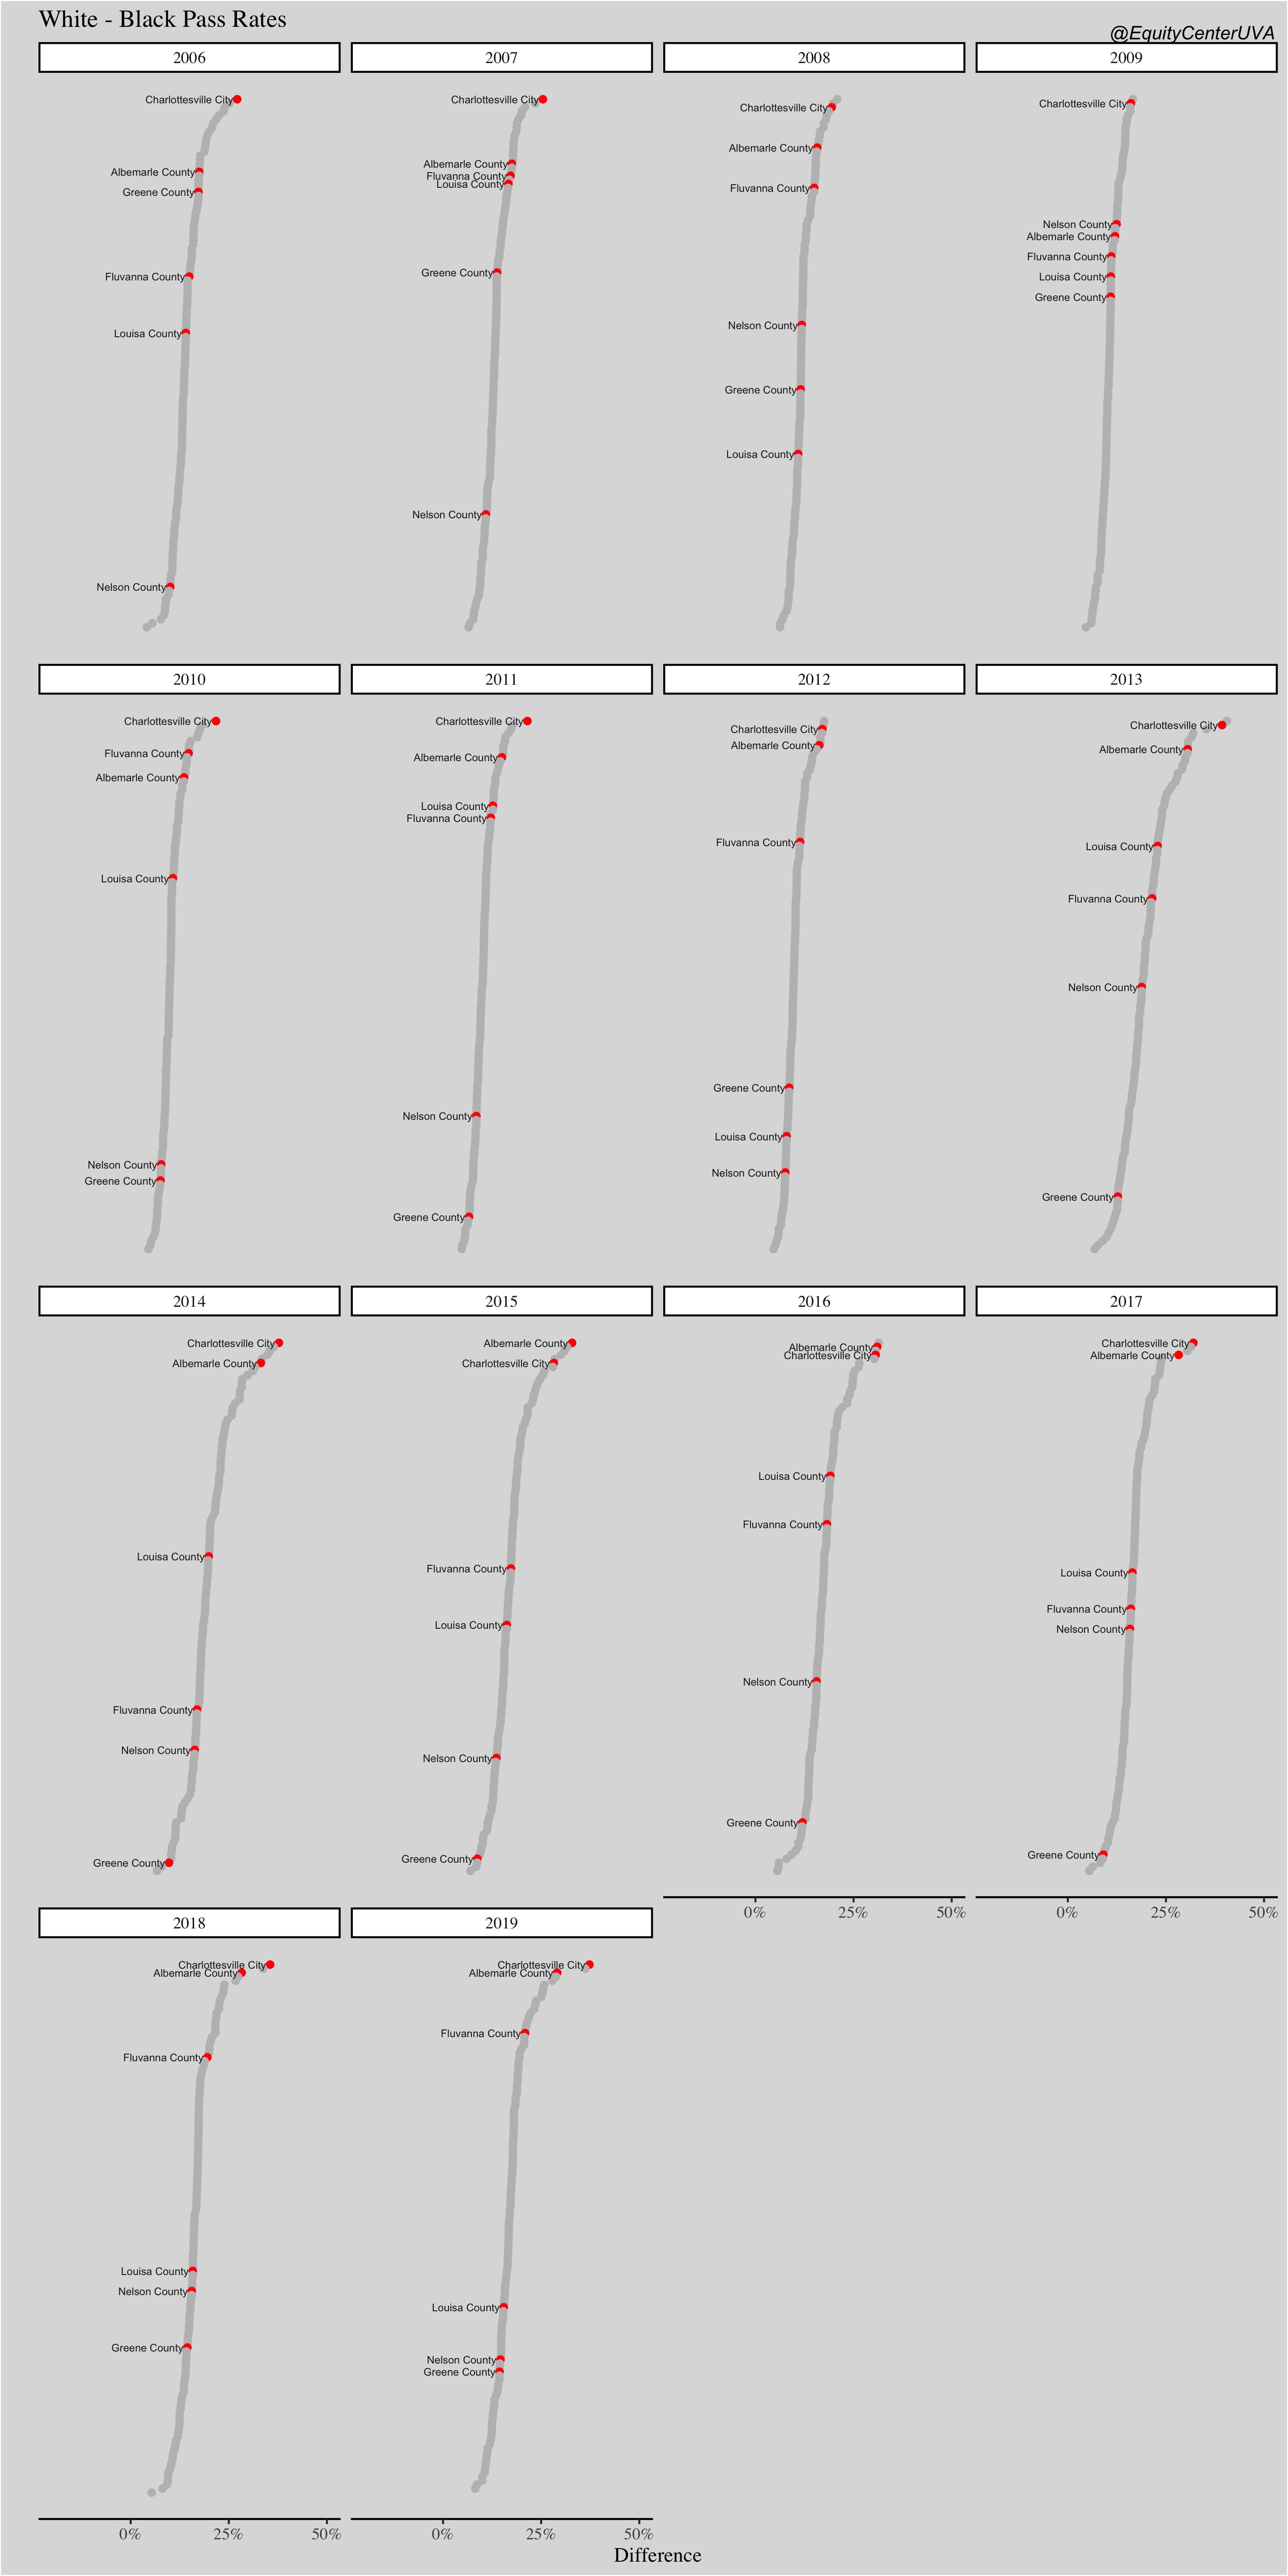 White - Black Pass Rates
@EquityCenterUVA
2006
2007
2008
2009
Charlottesville City
Albemarle County
Greene County
Fluvanna County
Louisa County
Nelson County
Charlottesville City
Albemarle County
Fluvanna County
Louisa County
Greene County
Nelson County
Charlottesville City
Albemarle County
Fluvanna County
Nelson County
Greene County
Louisa County
Charlottesville City
Nelson County
Albemarle County
Fluvanna County
Louisa County
Greene County
2010
2011
2012
2013
Charlottesville City
Fluvanna County
Albemarle County
Louisa County
Nelson County
Greene County
Charlottesville City
Albemarle County
Louisa County
Fluvanna County
Nelson County
Greene County
Charlottesville City
Albemarle County
Fluvanna County
Greene County
Louisa County
Nelson County
Charlottesville City
Albemarle County
Louisa County
Fluvanna County
Nelson County
Greene County
2014
2015
2016
2017
Charlottesville City
Albemarle County
Louisa County
Fluvanna County
Nelson County
Greene County
Albemarle County
Charlottesville City
Fluvanna County
Louisa County
Nelson County
Greene County
Albemarle County
Charlottesville City
Louisa County
Fluvanna County
Nelson County
Greene County
0% 25% 50%
Charlottesville City
Albemarle County
Louisa County
Fluvanna County
Nelson County
Greene County
0% 25% 50%
2018
2019
Charlottesville City
Albemarle County
Fluvanna County
Louisa County
Nelson County
Greene County
0% 25% 50%
Charlottesville City
Albemarle County
Fluvanna County
Louisa County
Nelson County
Greene County
0% 25% 50%
Difference